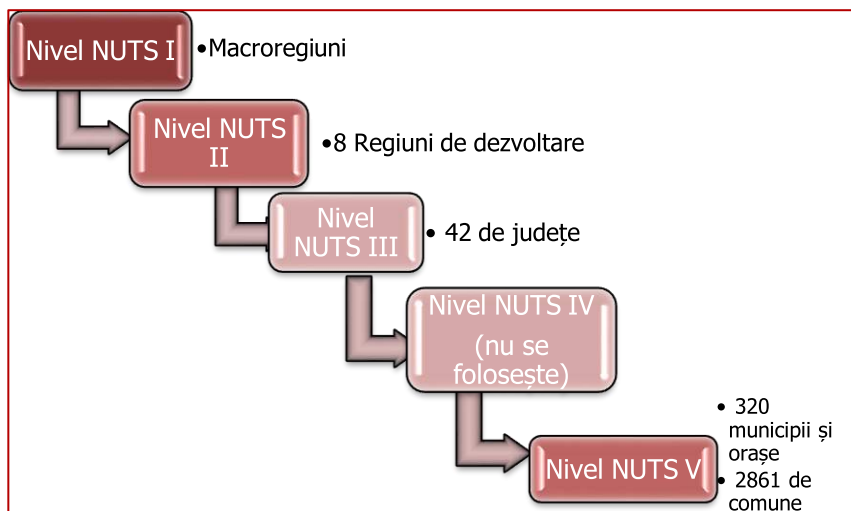 Nivel NUTS I
•Macroregiuni
Nivel NUTS
II
•8 Regiuni de dezvoltare
Nivel
NUTS III
• 42 de județe
Nivel NUTS IV
(nu se
folosește)
Nivel NUTS V
• 320
municipii și
orașe
• 2861 de
comune